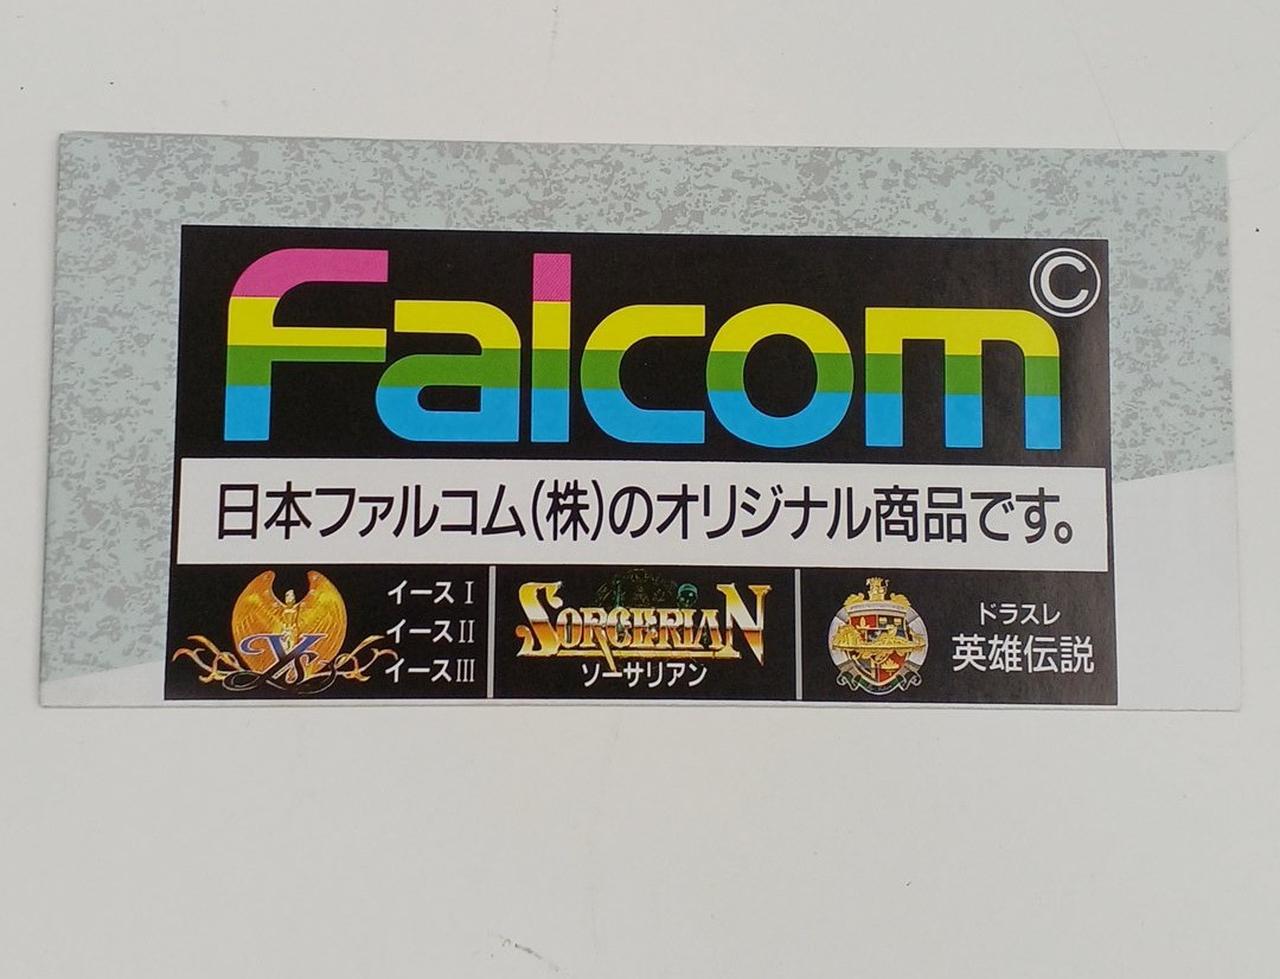 Falcom ©
日本ファルコム(株)のオリジナル商品です。
Ys
イースⅠ
イースⅡ
イースⅢ
SORCERIAN
ソーサリアン
ドラスレ
英雄伝説